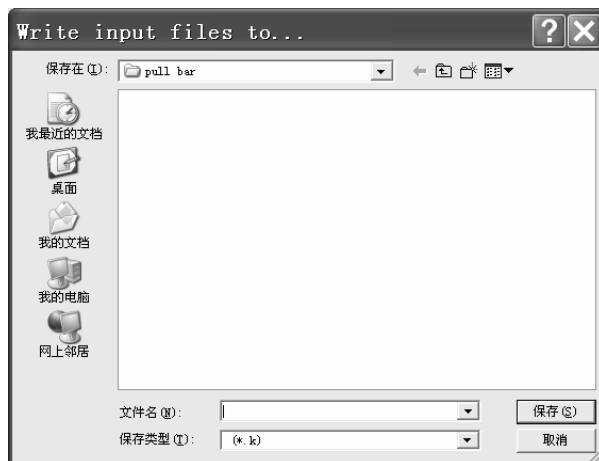 Write input files to...
保存在(I):
pull bar
我最近的文档
桌面
我的文档
我的电脑
网上邻居
文件名(N):
保存(S)
保存类型(T):
(*.k)
取消